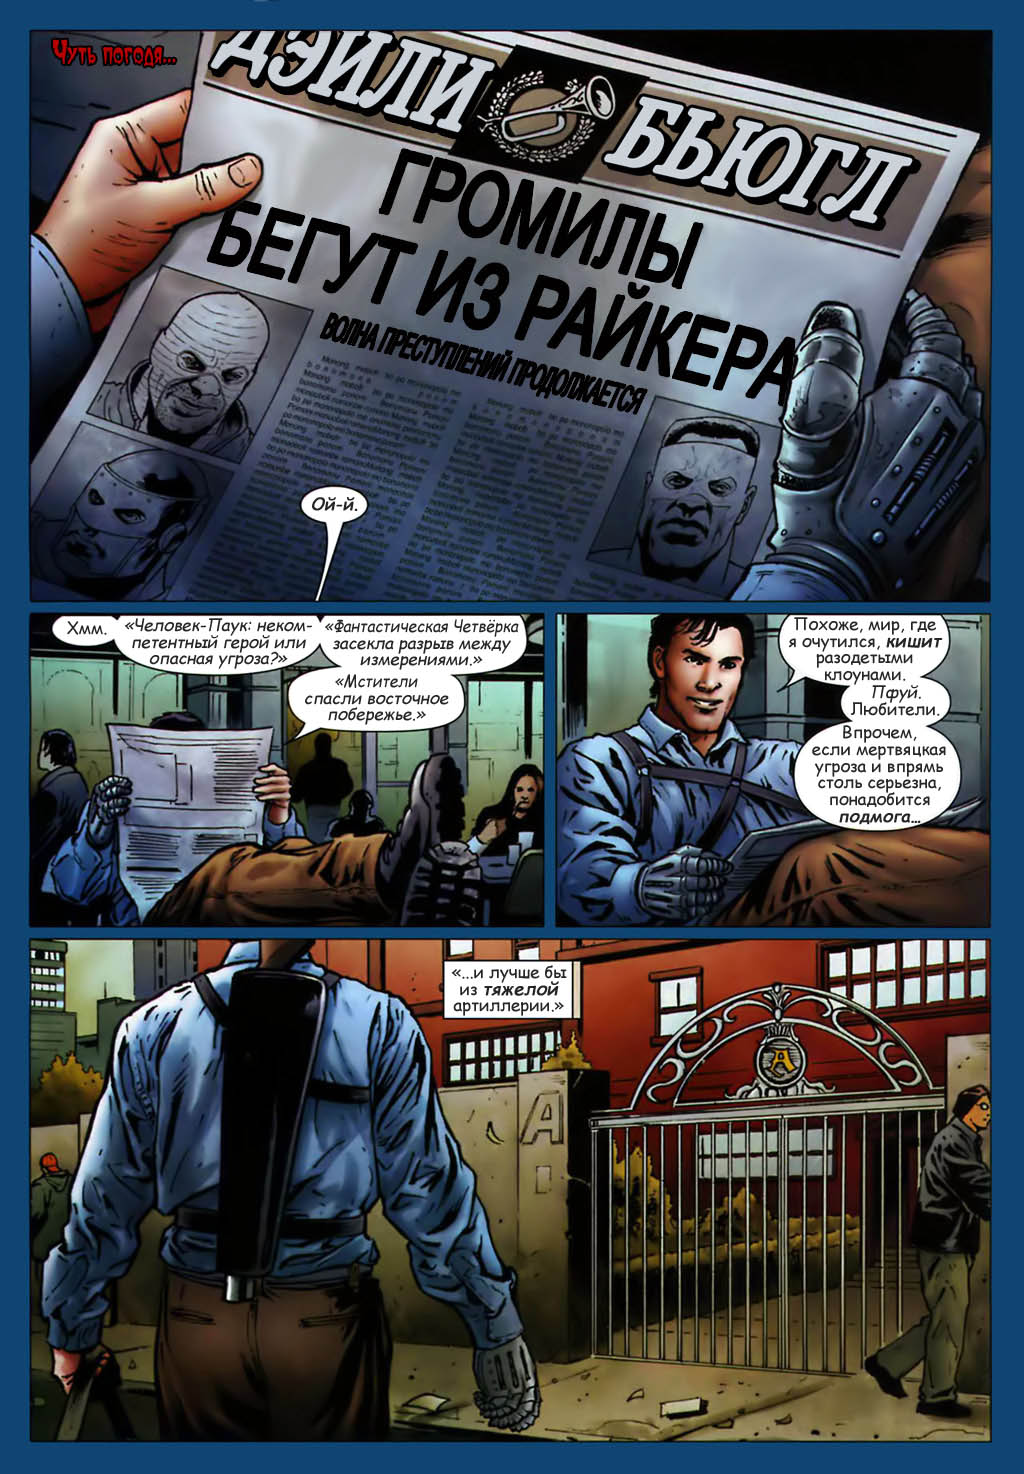 Чуть погодя...
ДЭЙЛИ БЬЮГЛ
ГРОМИЛЫ
БЕГУТ ИЗ РАЙКЕРА
ВОЛНА ПРЕСТУПЛЕНИЙ ПРОДОЛЖАЕТСЯ
Ой-й.
Хмм.
«Человек-Паук: неком-
петентный герой или
опасная угроза?»
«Фантастическая Четвёрка
засекла разрыв между
измерениями.»
«Мстители
спасли восточное
побережье.»
Похоже, мир, где
я очутился, кишит
разодетыми
клоунами.
Пфуй.
Любители.
Впрочем,
если мертвяцкая
угроза и впрямь
столь серьезна,
понадобится
подмога...
«...и лучше бы
из тяжелой
артиллерии.»
A
A